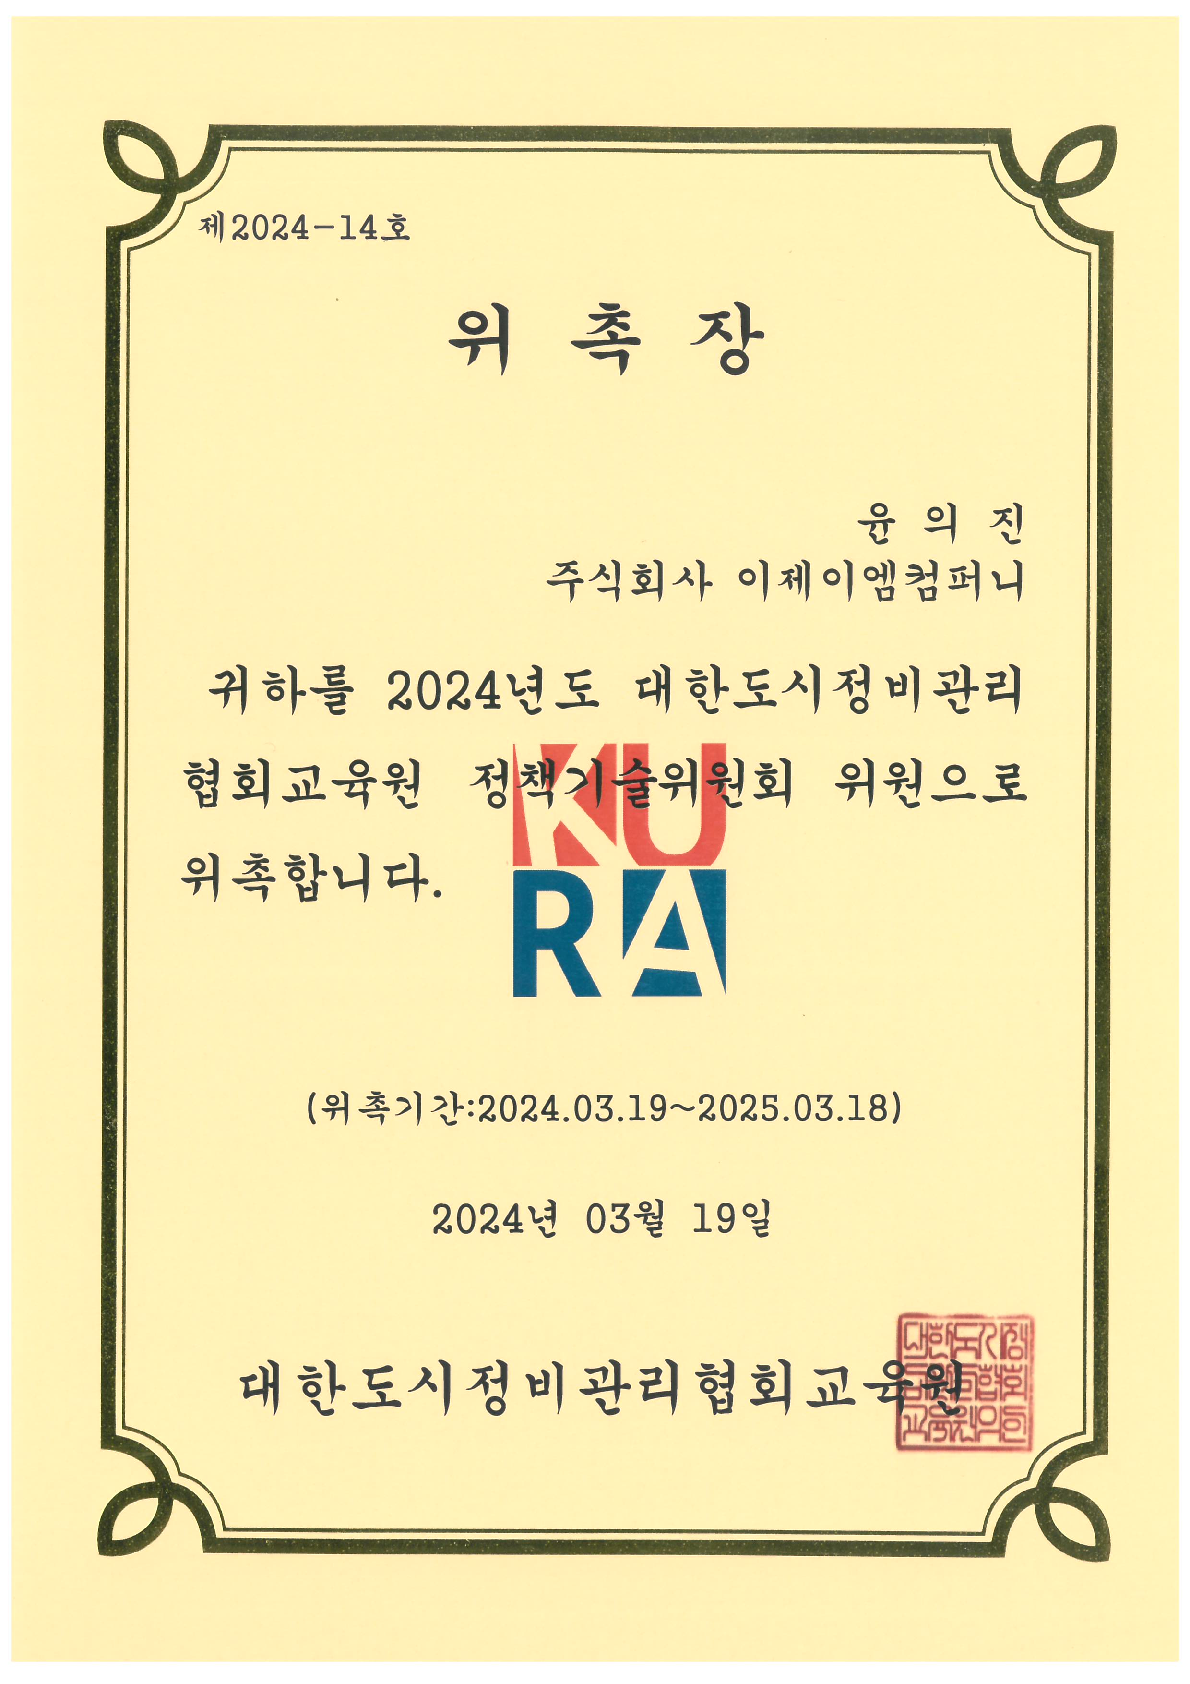 제2024-14호
위 촉 장
윤 의 진
주식회사 이제이엠컴퍼니
귀하를 2024년도 대한도시정비관리
협회교육원 정책기술위원회 위원으로
위촉합니다.
KU
RA
(위촉기간:2024.03.19~2025.03.18)
2024년 03월 19일
대한도시정비관리협회교육원